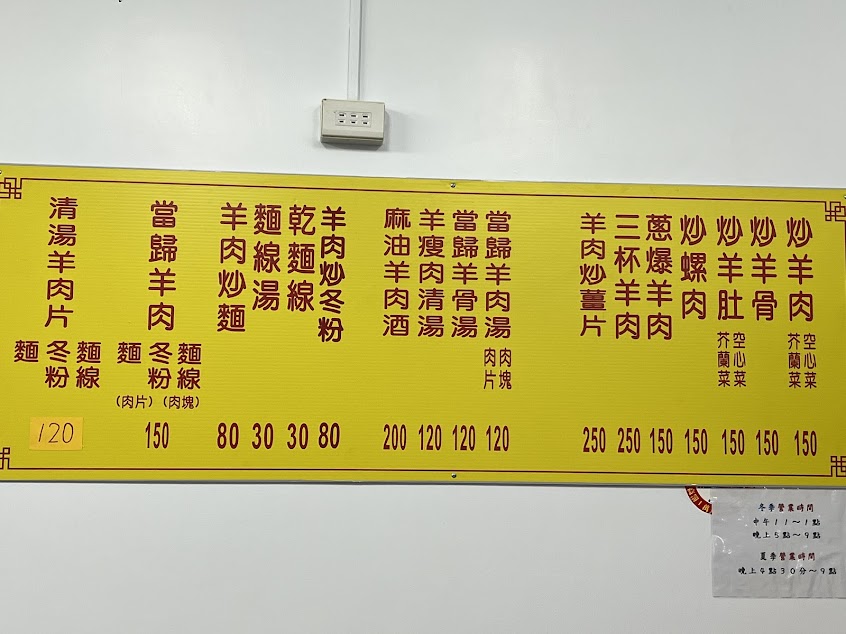 炒羊肉 空心菜 芥蘭菜 150
炒羊骨 150
炒羊肚 空心菜 芥蘭菜 150
炒螺肉 150
蔥爆羊肉 150
三杯羊肉 250
羊肉炒薑片 250
當歸羊肉湯 肉塊 肉片 120
當歸羊骨湯 120
羊瘦肉清湯 120
麻油羊肉酒 200
羊肉炒冬粉 80
乾麵線 30
麵線湯 30
羊肉炒麵 80
當歸羊肉 麵線 冬粉 麵 (肉塊) (肉片) 150
清湯羊肉片 麵線 冬粉 麵 120
冬季營業時間
中午11～1點
晚上5點～9點
夏季營業時間
晚上4點30分～9點